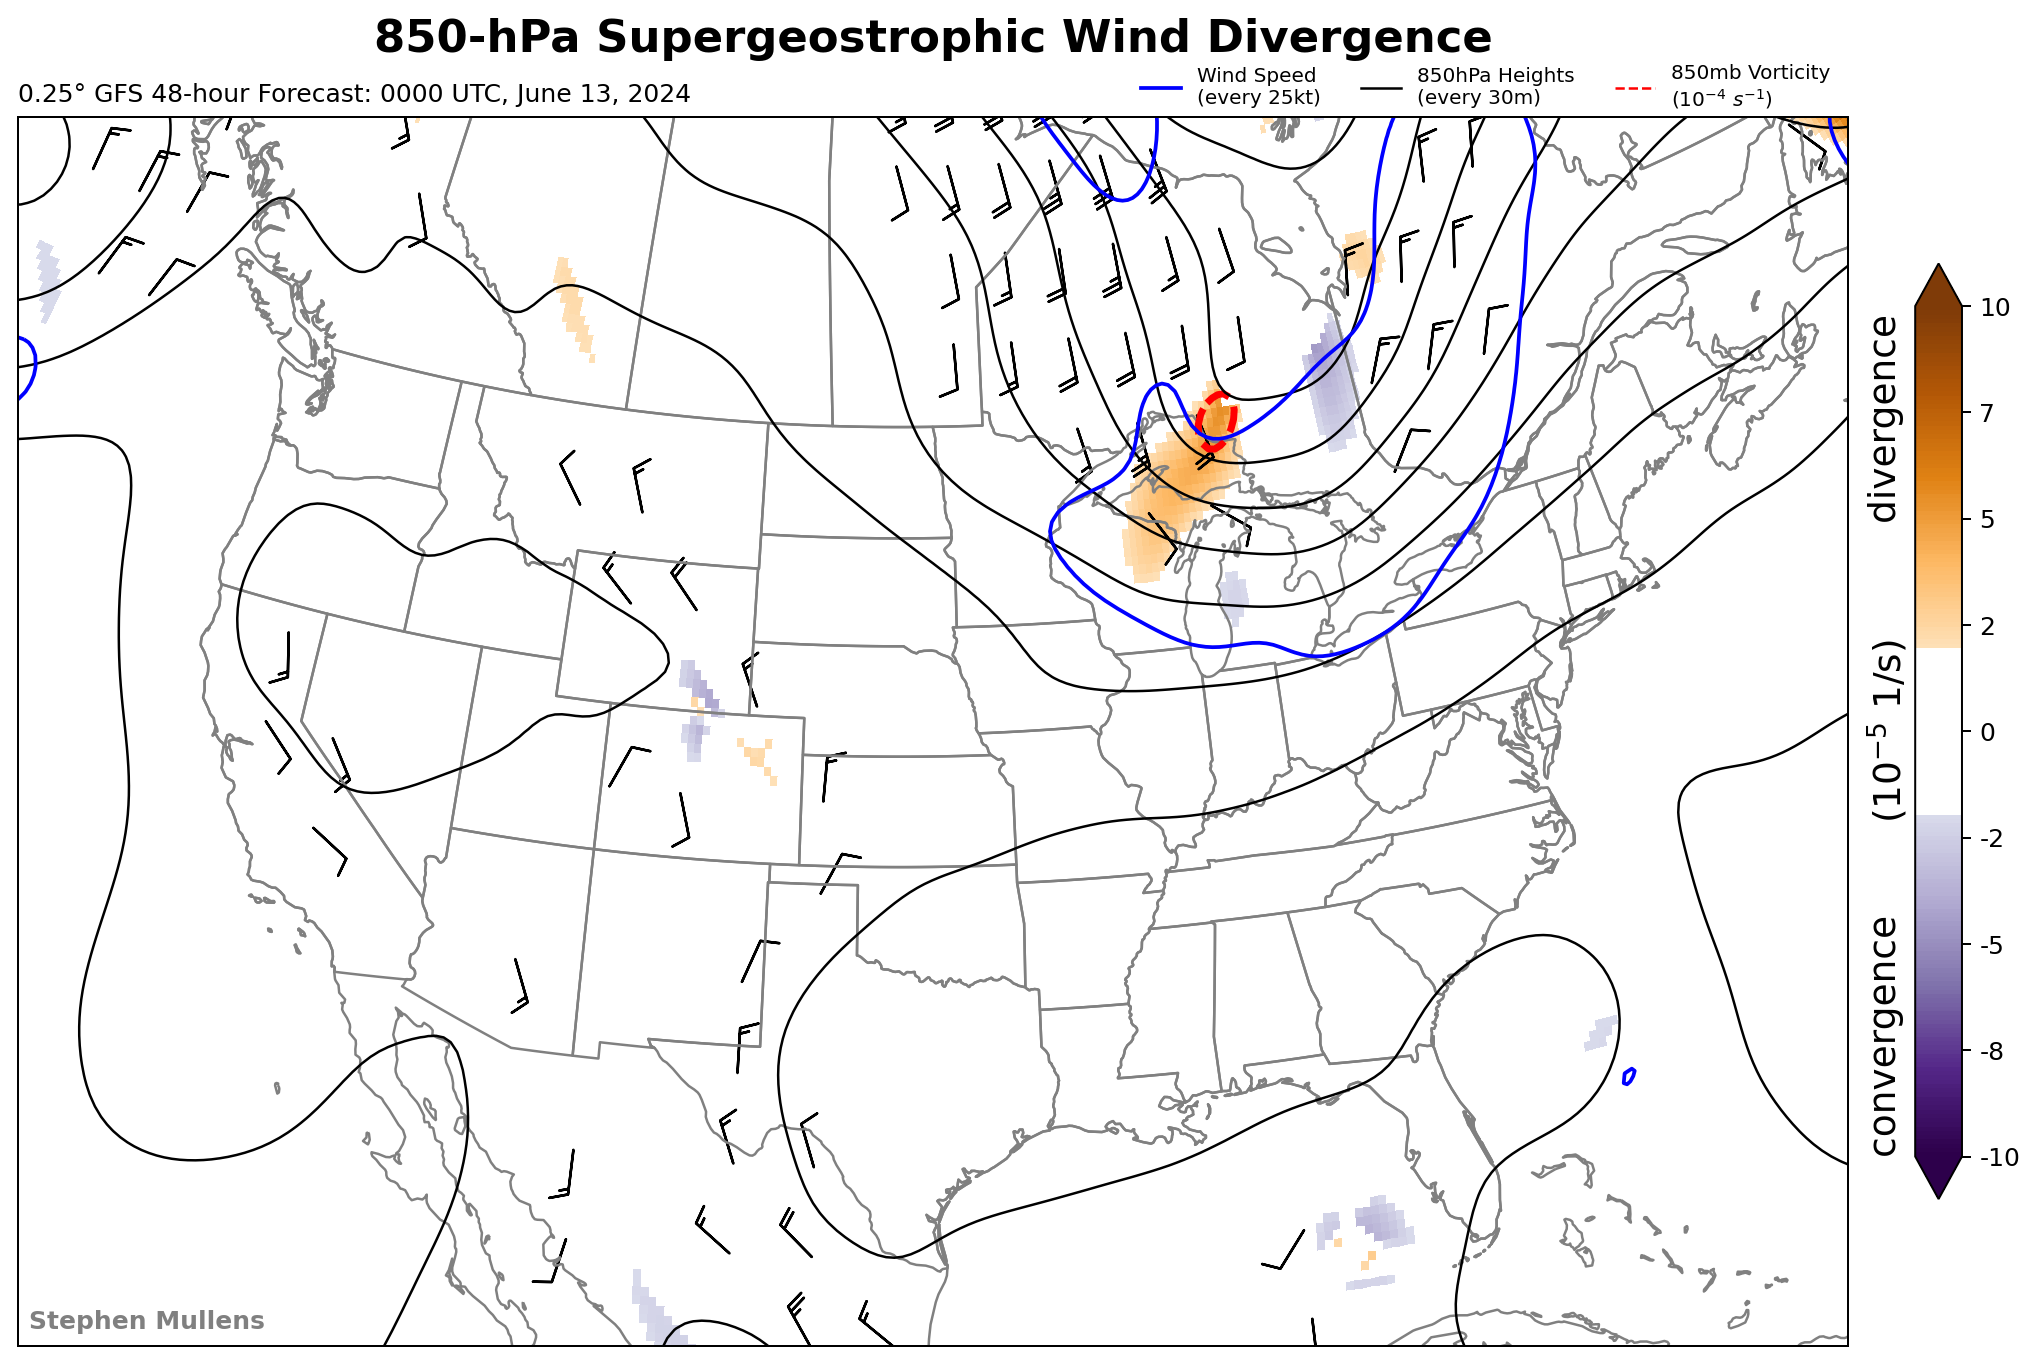 850-hPa Supergeostrophic Wind Divergence
0.25° GFS 48-hour Forecast: 0000 UTC, June 13, 2024
Wind Speed
(every 25kt)
850hPa Heights
(every 30m)
850mb Vorticity
(10⁻⁴ s⁻¹)
10
7
5
2
0
-2
-5
-8
-10
convergence (10⁻⁵ 1/s) divergence
Stephen Mullens